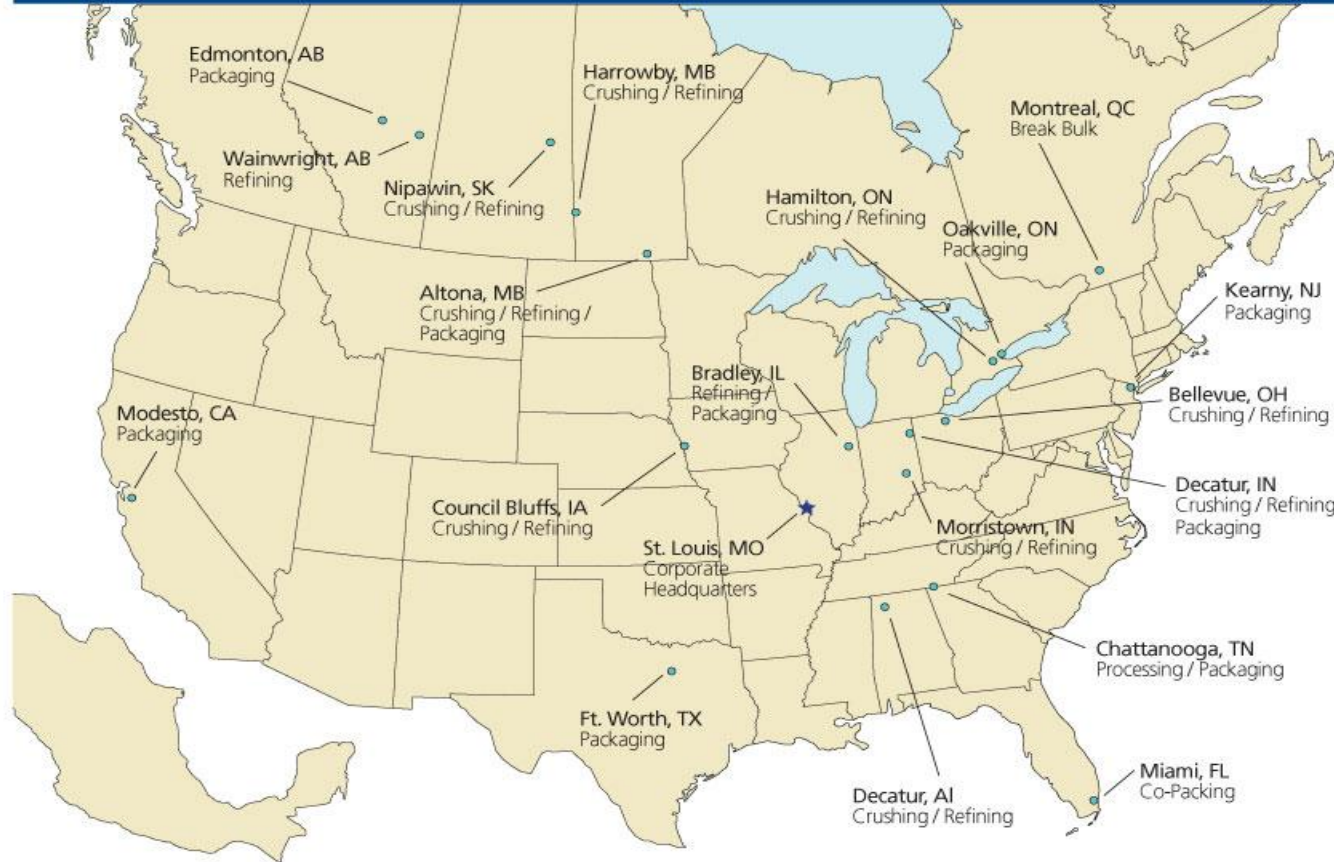 Edmonton, AB
Packaging
Harrowby, MB
Crushing / Refining
Montreal, QC
Break Bulk
Wainwright, AB
Refining
Nipawin, SK
Crushing / Refining
Hamilton, ON
Crushing / Refining
Oakville, ON
Packaging
Altona, MB
Crushing / Refining /
Packaging
Kearny, NJ
Packaging
Bradley, IL
Refining /
Packaging
Bellevue, OH
Crushing / Refining
Modesto, CA
Packaging
Decatur, IN
Crushing / Refining
Packaging
Council Bluffs, IA
Crushing / Refining
Morristown, IN
Crushing / Refining
St. Louis, MO
Corporate
Headquarters
Chattanooga, TN
Processing / Packaging
Ft. Worth, TX
Packaging
Miami, FL
Co-Packing
Decatur, Al
Crushing / Refining